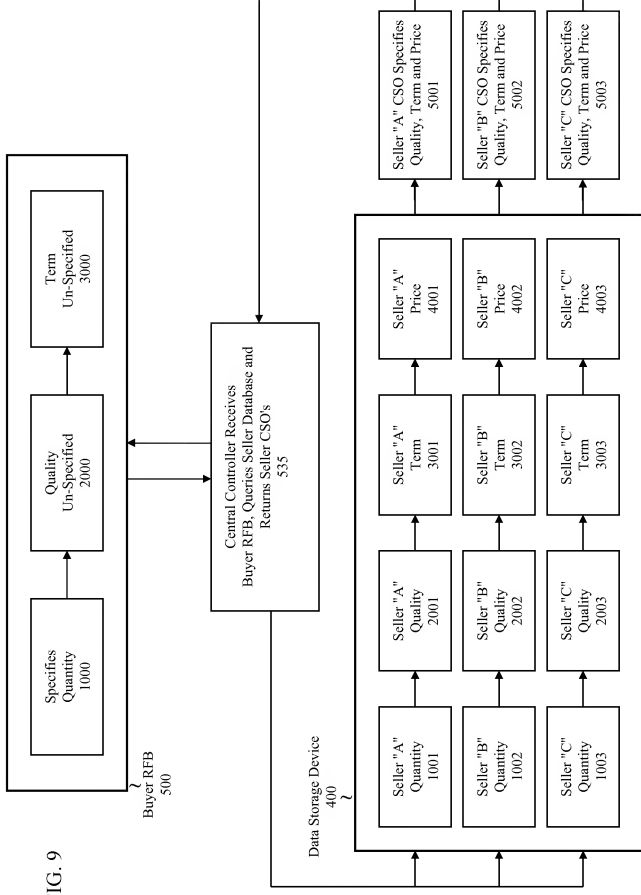 IG. 9
Buyer RFB
500
Specifies
Quantity
1000
Quality
Un-Specified
2000
Term
Un-Specified
3000
Central Controller Receives
Buyer RFB, Queries Seller Database and
Returns Seller CSO's
535
Data Storage Device
400
Seller "A"
Quantity
1001
Seller "A"
Quality
2001
Seller "A"
Term
3001
Seller "A"
Price
4001
Seller "A" CSO Specifies
Quality, Term and Price
5001
Seller "B"
Quantity
1002
Seller "B"
Quality
2002
Seller "B"
Term
3002
Seller "B"
Price
4002
Seller "B" CSO Specifies
Quality, Term and Price
5002
Seller "C"
Quantity
1003
Seller "C"
Quality
2003
Seller "C"
Term
3003
Seller "C"
Price
4003
Seller "C" CSO Specifies
Quality, Term and Price
5003